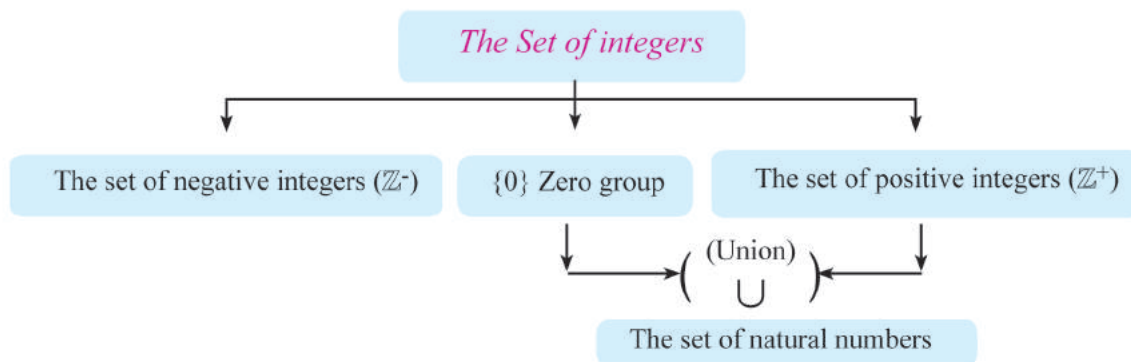 The Set of integers
The set of negative integers (ℤ⁻)
{0} Zero group
The set of positive integers (ℤ⁺)
(Union)
( ∪ )
The set of natural numbers